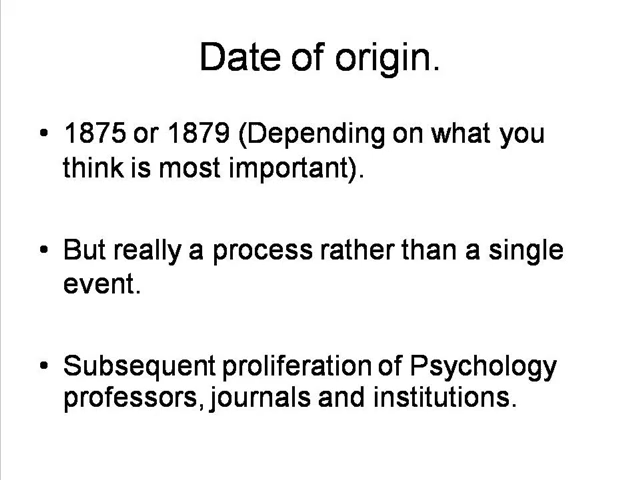 Date of origin.
• 1875 or 1879 (Depending on what you
think is most important).
• But really a process rather than a single
event.
• Subsequent proliferation of Psychology
professors, journals and institutions.